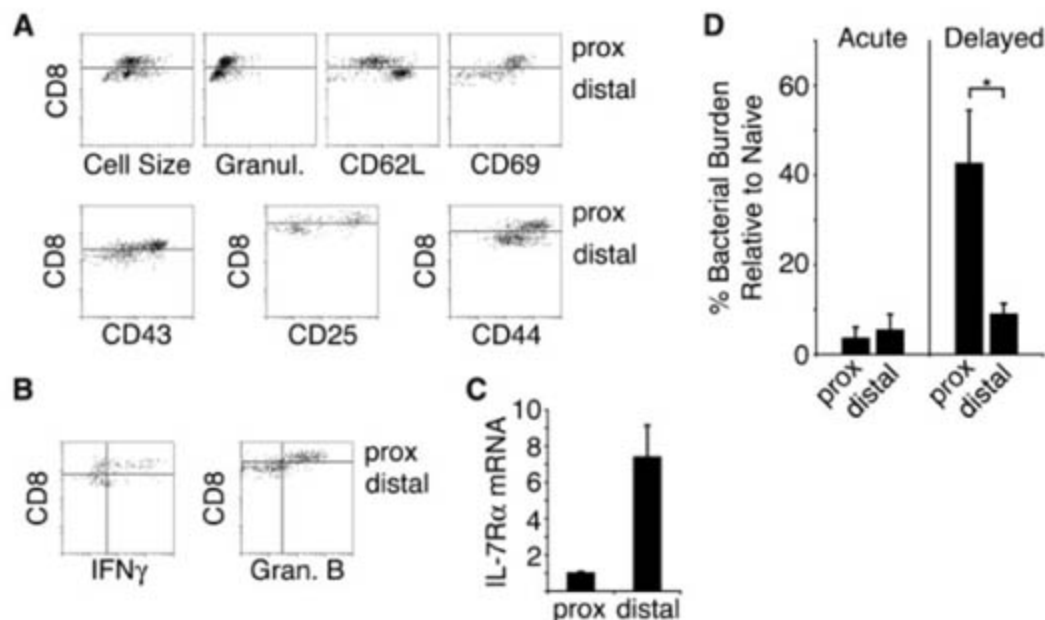 A
CD8
prox
distal
Cell Size
Granul.
CD62L
CD69
CD8
CD8
CD8
prox
distal
CD43
CD25
CD44
B
CD8
CD8
prox
distal
IFNγ
Gran. B
C
IL-7Rα mRNA
10
8
6
4
2
prox
distal
D
Acute
Delayed
% Bacterial Burden
Relative to Naive
60
40
20
0
*
prox
distal
prox
distal